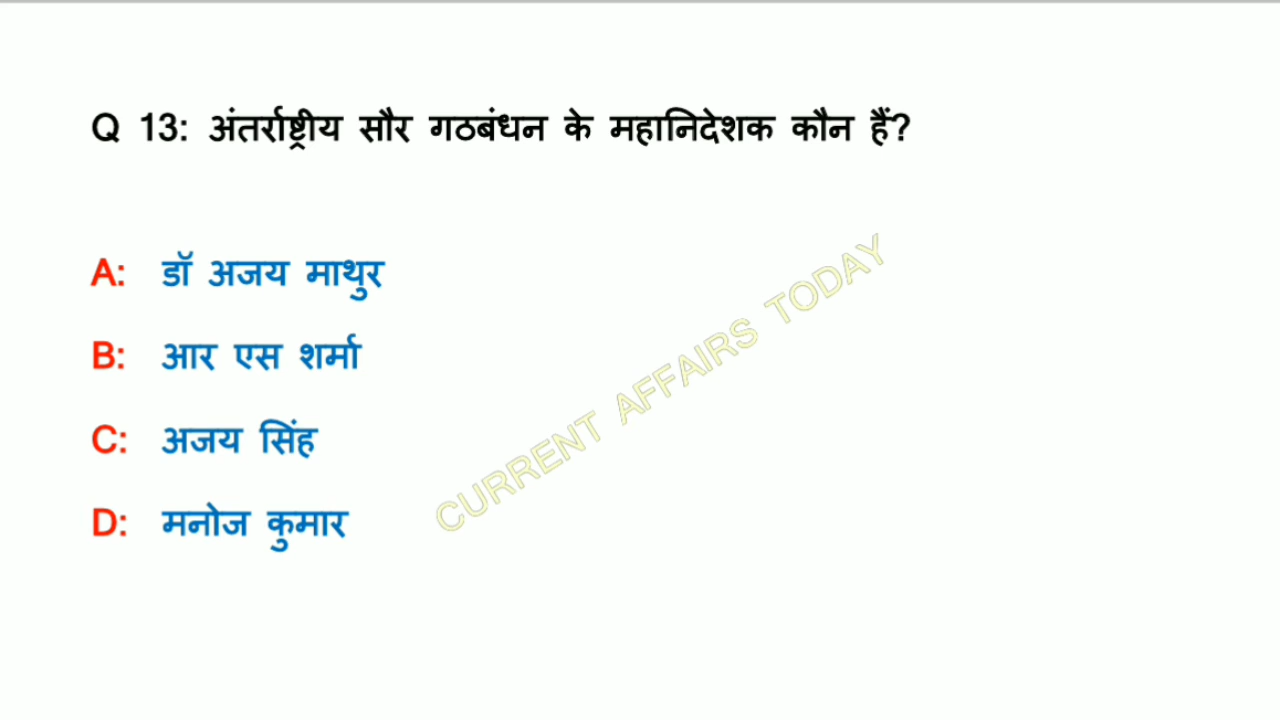 Q 13: अंतर्राष्ट्रीय सौर गठबंधन के महानिदेशक कौन हैं?
A: डॉ अजय माथुर
B: आर एस शर्मा
C: अजय सिंह
D: मनोज कुमार
CURRENT AFFAIRS TODAY